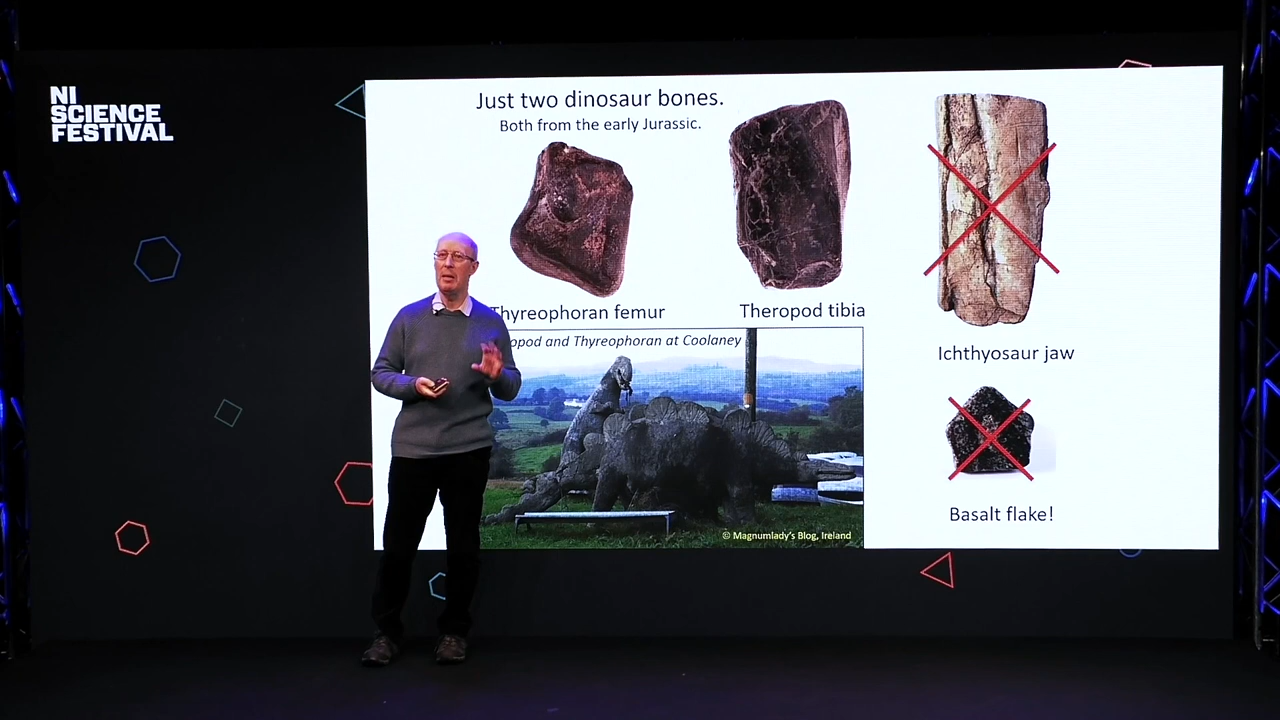 NI
SCIENCE
FESTIVAL
Just two dinosaur bones.
Both from the early Jurassic.
Thyreophoran femur
Theropod tibia
opod and Thyreophoran at Coolaney
© Magnumlady's Blog, Ireland
Ichthyosaur jaw
Basalt flake!